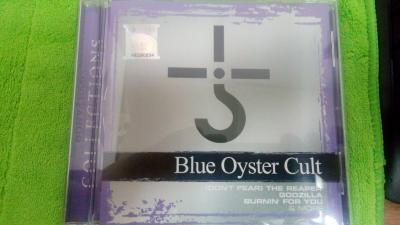 COLLECTIONS
Blue Oyster Cult
(DON'T FEAR) THE REAPER
GODZILLA
BURNIN' FOR YOU
& MORE